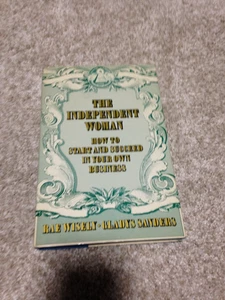 THE
INDEPENDENT
WOMAN
HOW TO
START AND SUCCEED
IN YOUR OWN
BUSINESS
RAE WISELY · GLADYS SANDERS